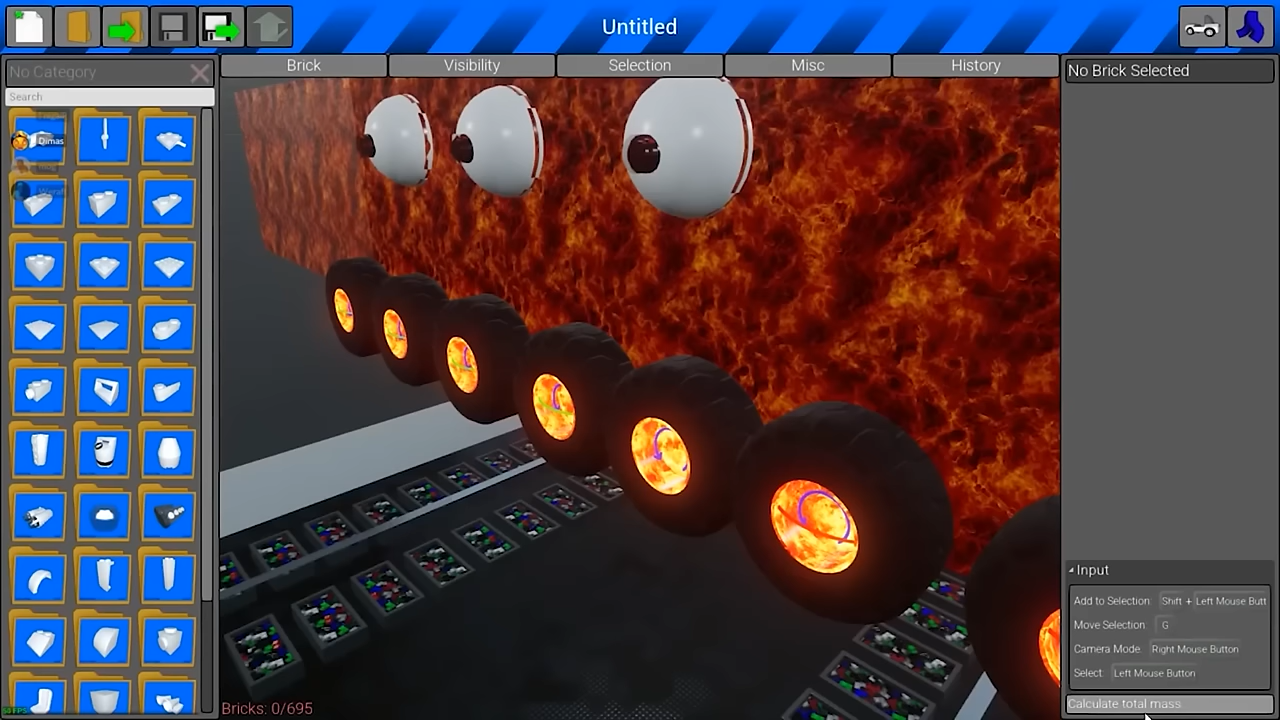 Untitled
No Category
Search
Brick
Visibility
Selection
Misc
History
No Brick Selected
Dimas
Input
Add to Selection: Shift + Left Mouse Butt
Move Selection: G
Camera Mode: Right Mouse Button
Select: Left Mouse Button
Calculate total mass
Bricks: 0/695